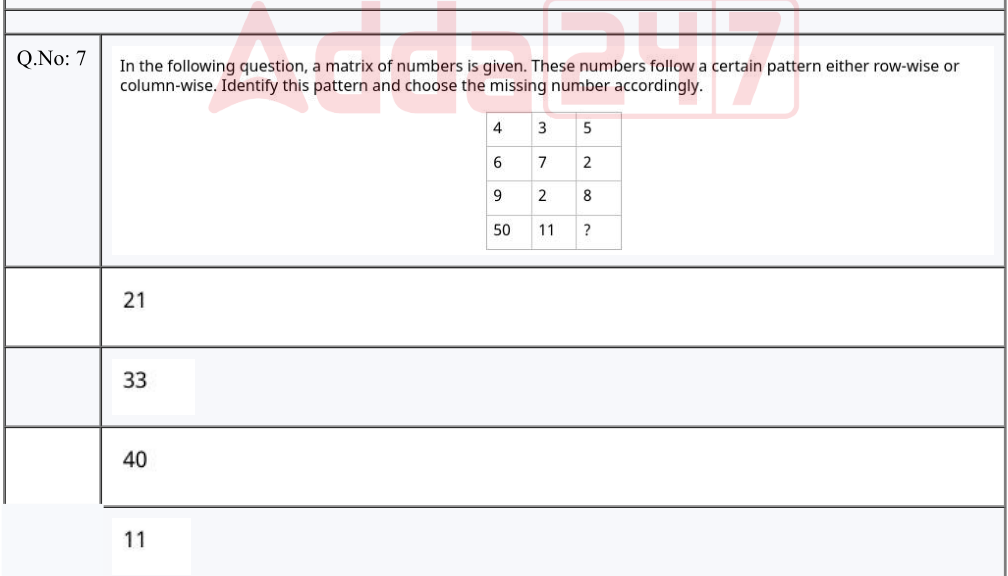 Adda247
Q.No: 7
In the following question, a matrix of numbers is given. These numbers follow a certain pattern either row-wise or
column-wise. Identify this pattern and choose the missing number accordingly.
4 3 5
6 7 2
9 2 8
50 11 ?
21
33
40
11